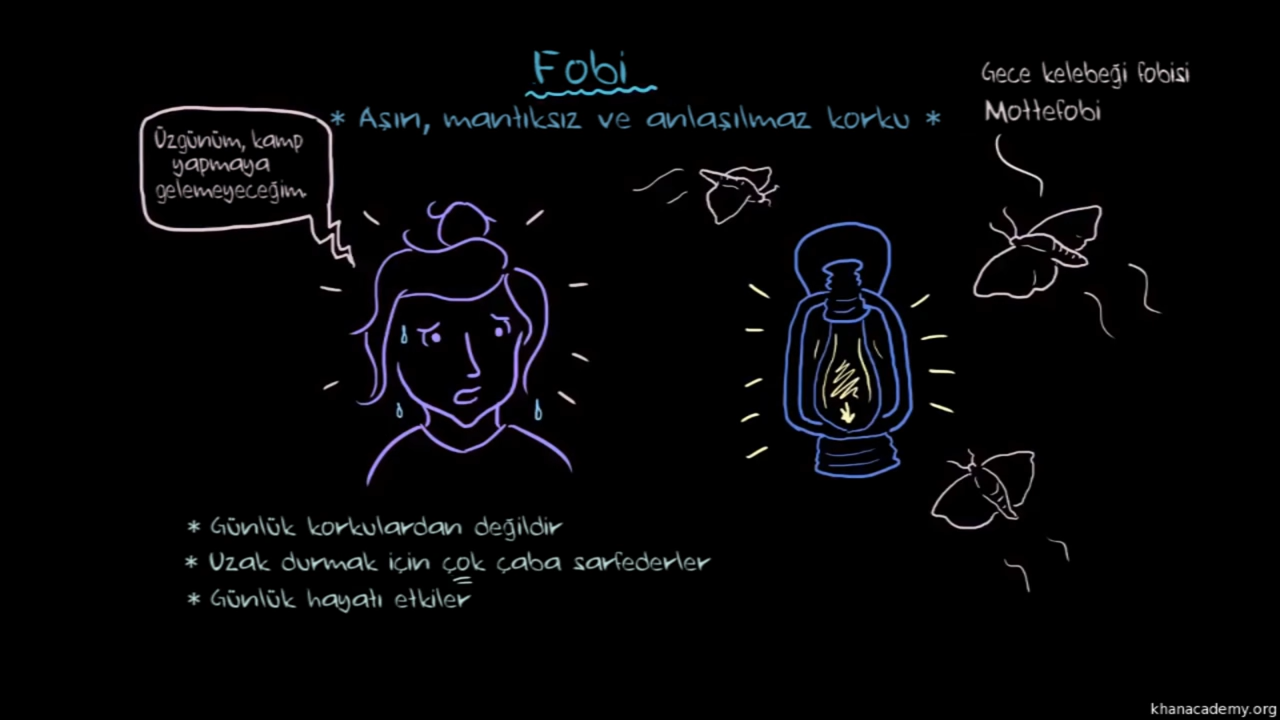 Fobi
* Aşırı, mantıksız ve anlaşılmaz korku *
Gece kelebeği fobisi
Mottefobi
Üzgünüm, kamp
yapmaya
gelemeyeceğim.
* Günlük korkulardan değildir
* Uzak durmak için çok çaba sarfederler
* Günlük hayatı etkiler
khanacademy.org